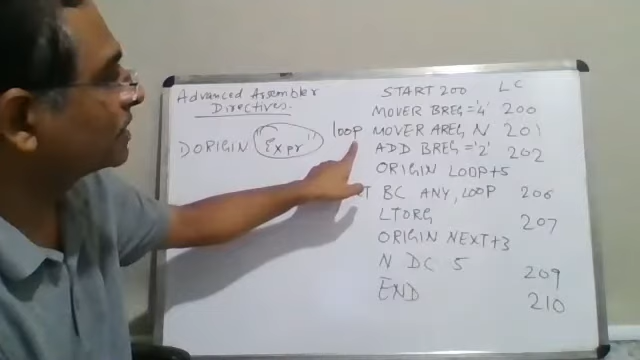 Advanced Assembler
Directives.
1) ORIGIN "Expr"
START 200 LC
MOVER BREG ='4' 200
loop MOVER AREG, N 201
ADD BREG ='2' 202
ORIGIN LOOP+5
T BC ANY, LOOP 206
LTORG 207
ORIGIN NEXT+3
N DC 5 209
END 210